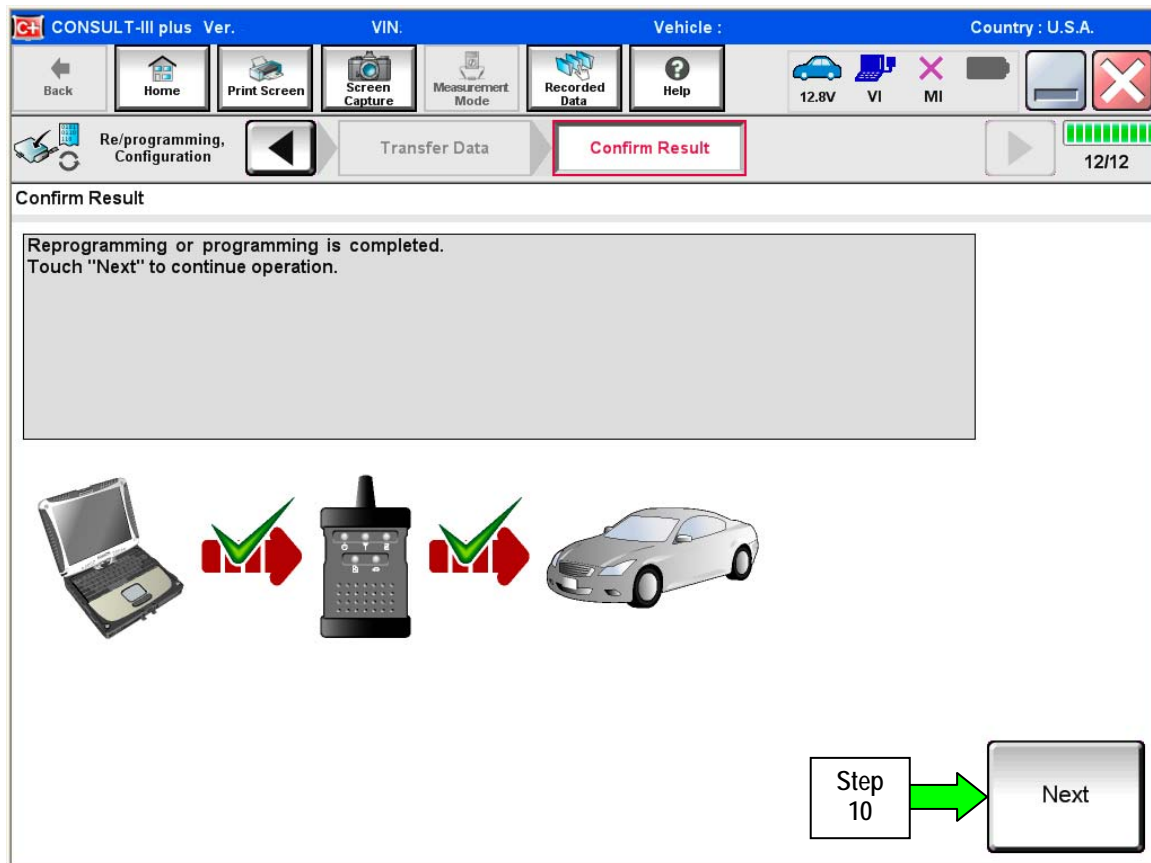 C+ CONSULT-III plus Ver. VIN: Vehicle : Country : U.S.A.
Back Home Print Screen Screen Capture Measurement Mode Recorded Data Help 12.8V VI MI
Re/programming, Configuration Transfer Data Confirm Result 12/12
Confirm Result
Reprogramming or programming is completed.
Touch "Next" to continue operation.
Step
10
Next